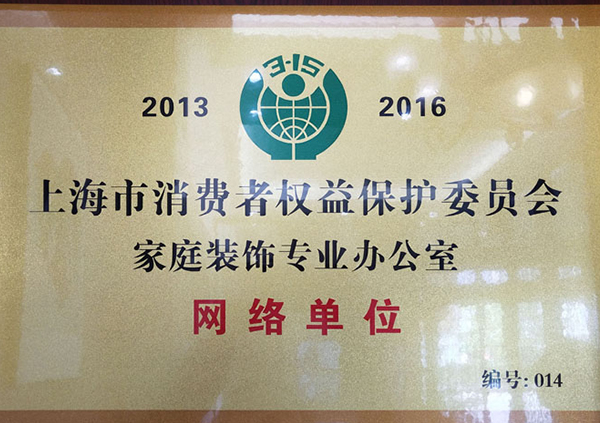 3·15
2013 2016
上海市消费者权益保护委员会
家庭装饰专业办公室
网络单位
编号: 014